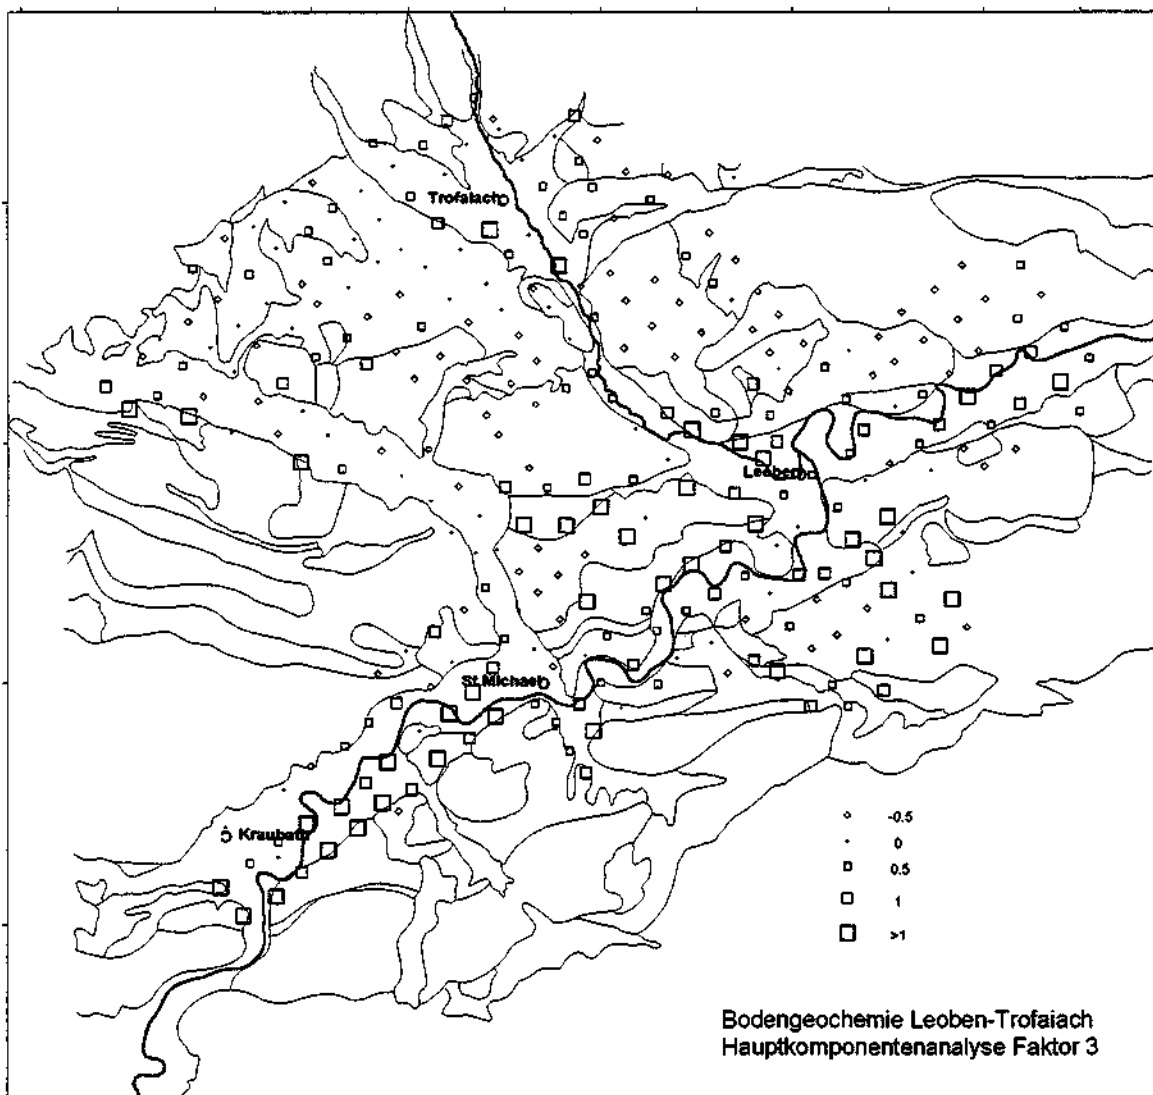 Trofaiach
Leoben
St.Michael
Kraubath
-0.5
0
0.5
1
>1
Bodengeochemie Leoben-Trofaiach
Hauptkomponentenanalyse Faktor 3